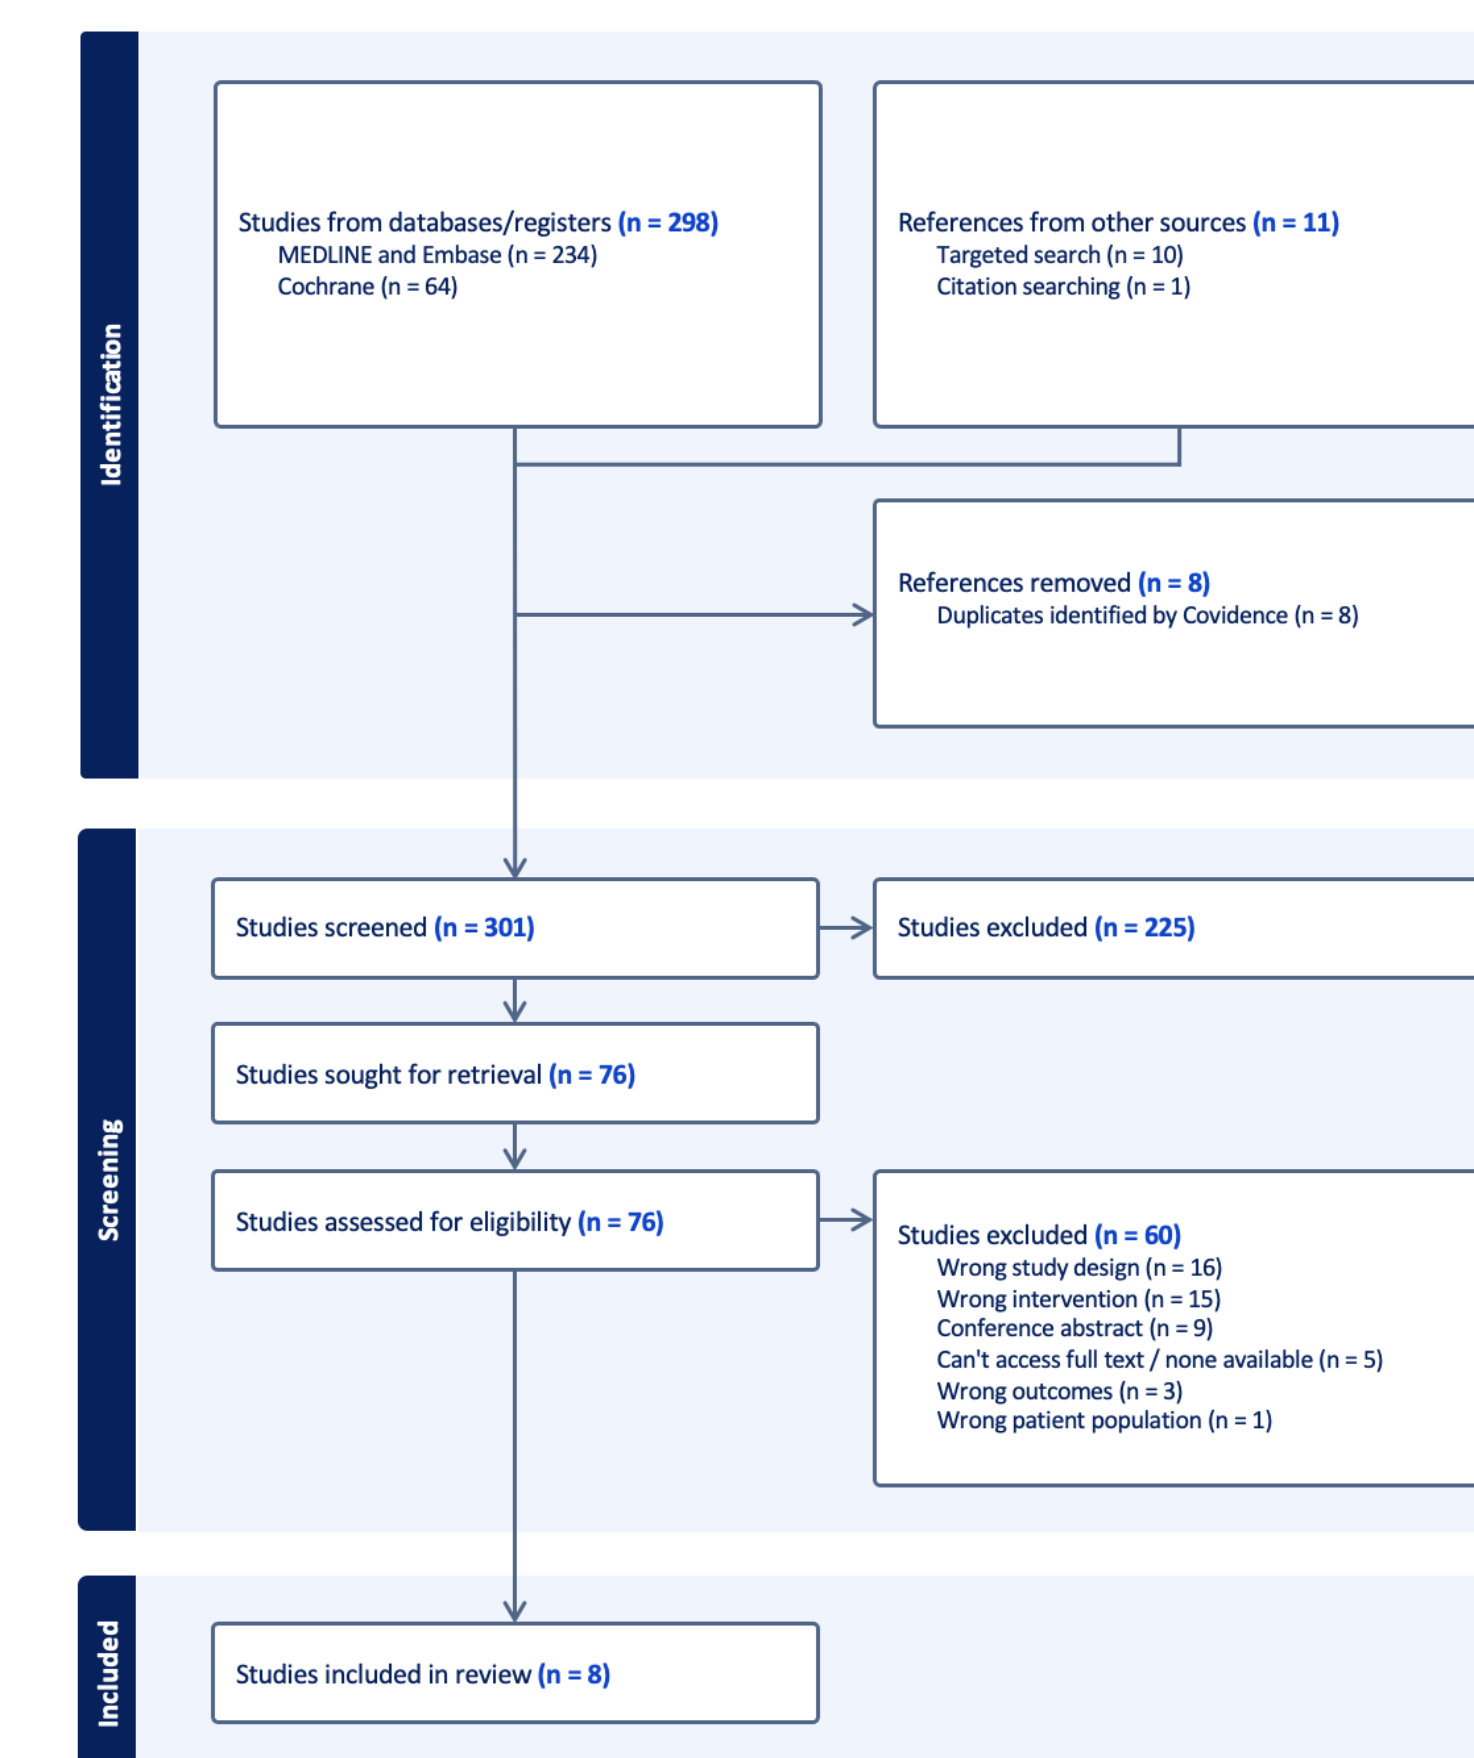 Identification
Studies from databases/registers (n = 298)
MEDLINE and Embase (n = 234)
Cochrane (n = 64)
References from other sources (n = 11)
Targeted search (n = 10)
Citation searching (n = 1)
References removed (n = 8)
Duplicates identified by Covidence (n = 8)
Screening
Studies screened (n = 301)
Studies excluded (n = 225)
Studies sought for retrieval (n = 76)
Studies assessed for eligibility (n = 76)
Studies excluded (n = 60)
Wrong study design (n = 16)
Wrong intervention (n = 15)
Conference abstract (n = 9)
Can't access full text / none available (n = 5)
Wrong outcomes (n = 3)
Wrong patient population (n = 1)
Included
Studies included in review (n = 8)